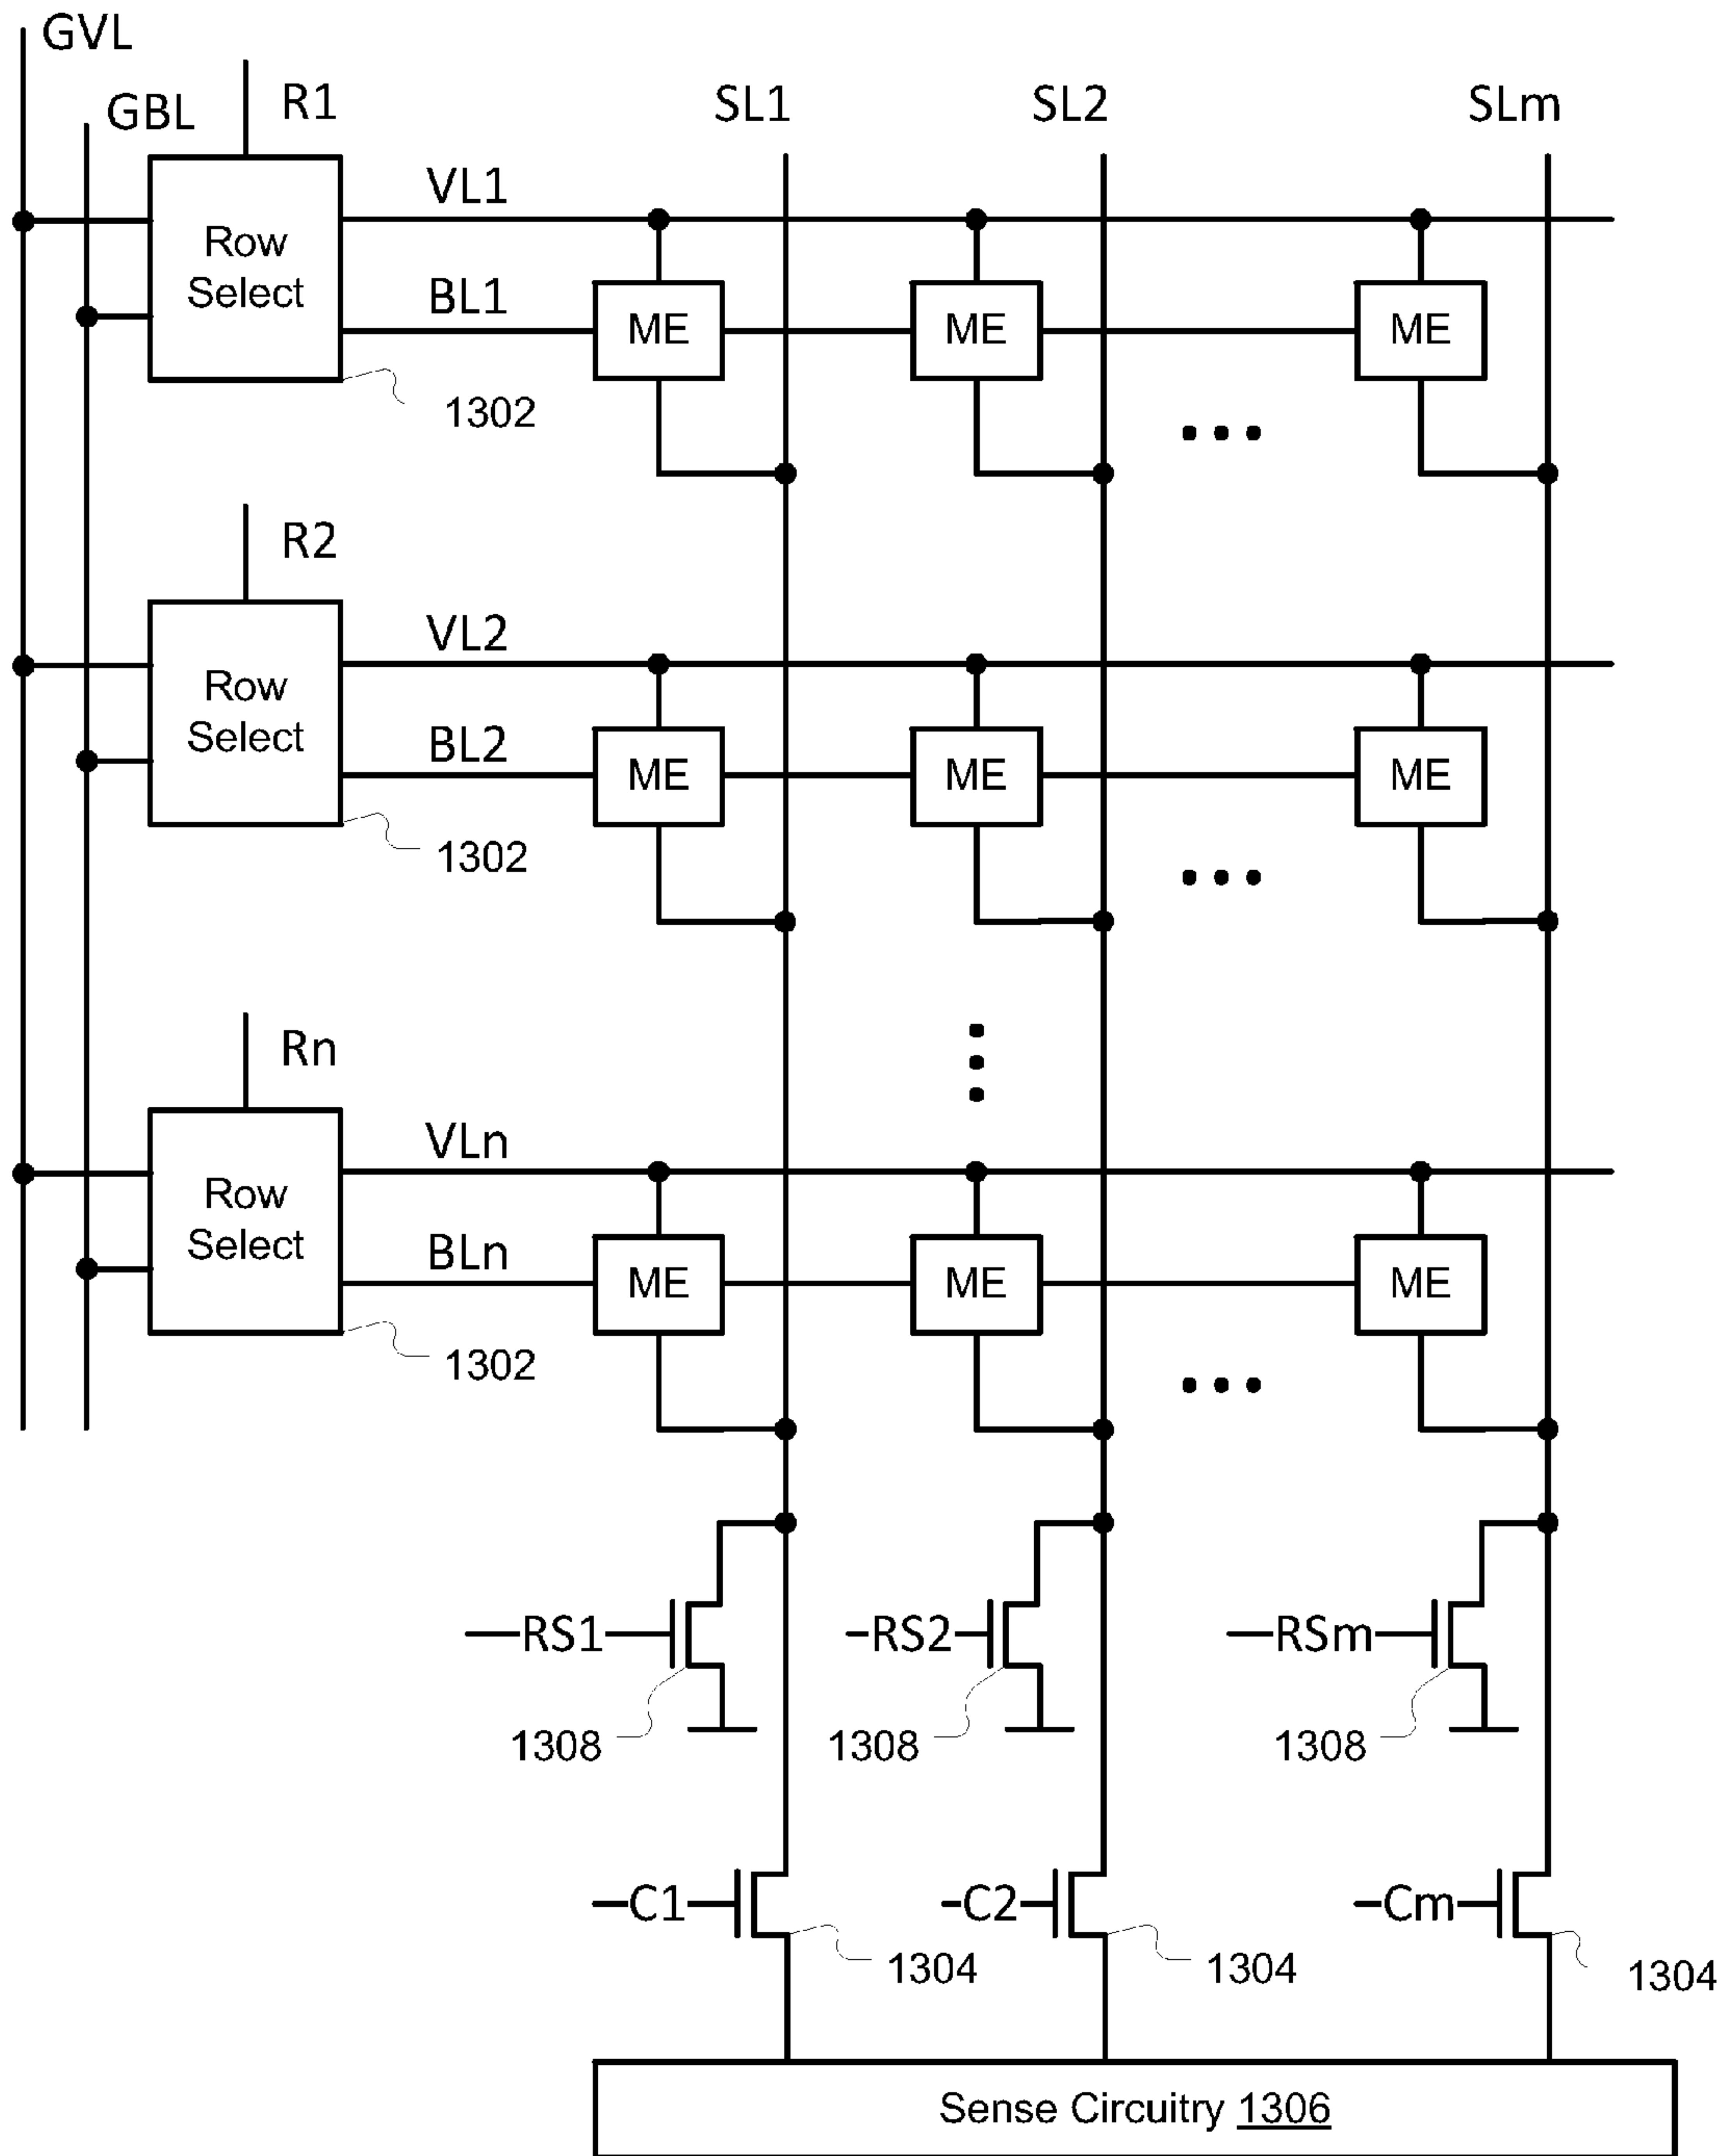 GVL
GBL
R1
SL1
SL2
SLm
VL1
Row
Select
BL1
ME
ME
ME
1302
R2
VL2
Row
Select
BL2
ME
ME
ME
1302
Rn
VLn
Row
Select
BLn
ME
ME
ME
1302
RS1
RS2
RSm
1308
1308
1308
C1
C2
Cm
1304
1304
1304
Sense Circuitry 1306